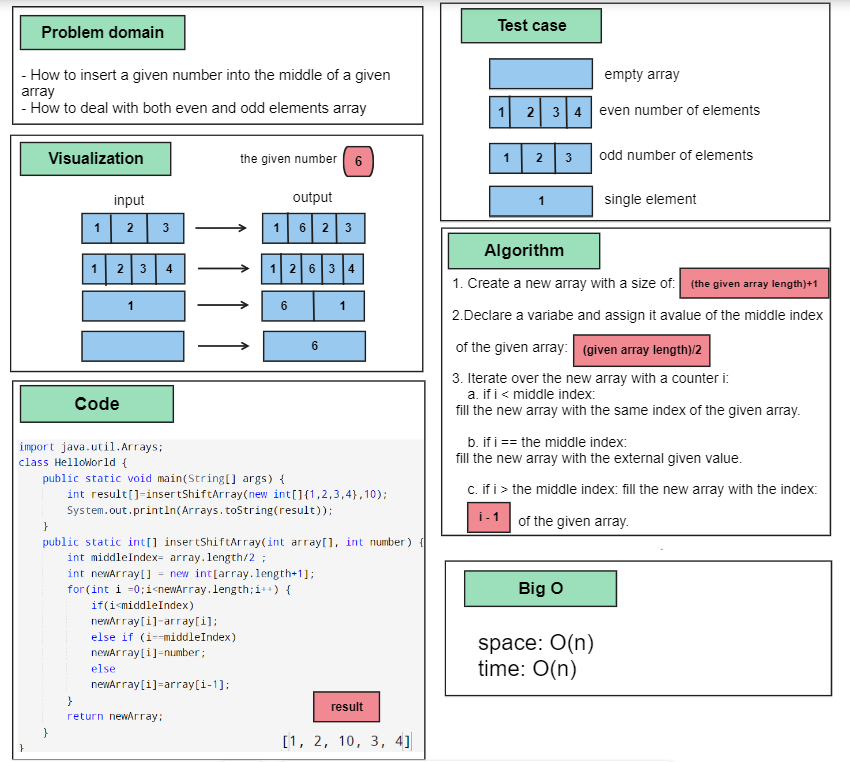 Problem domain
- How to insert a given number into the middle of a given
array
- How to deal with both even and odd elements array
Visualization
the given number 6
input output
1 2 3 1 6 2 3
1 2 3 4 1 2 6 3 4
1 6 1
6
Code
import java.util.Arrays;
class HelloWorld {
public static void main(String[] args) {
int result[]=insertShiftArray(new int[]{1,2,3,4},10);
System.out.println(Arrays.toString(result));
}
public static int[] insertShiftArray(int array[], int number) {
int middleIndex= array.length/2 ;
int newArray[] = new int[array.length+1];
for(int i =0;i<newArray.length;i++) {
if(i<middleIndex)
newArray[i]=array[i];
else if (i==middleIndex)
newArray[i]=number;
else
newArray[i]=array[i-1];
}
return newArray;
}
}
result
[1, 2, 10, 3, 4]
Test case
empty array
1 2 3 4 even number of elements
1 2 3 odd number of elements
1 single element
Algorithm
1. Create a new array with a size of: (the given array length)+1
2.Declare a variabe and assign it avalue of the middle index
of the given array: (given array length)/2
3. Iterate over the new array with a counter i:
a. if i < middle index:
fill the new array with the same index of the given array.
b. if i == the middle index:
fill the new array with the external given value.
c. if i > the middle index: fill the new array with the index:
i - 1 of the given array.
Big O
space: O(n)
time: O(n)